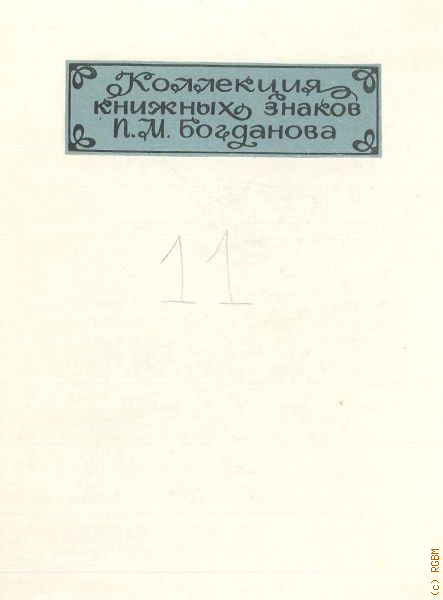 Коллекция
книжных знаков
П. М. Богданова
11
(c) RGBM